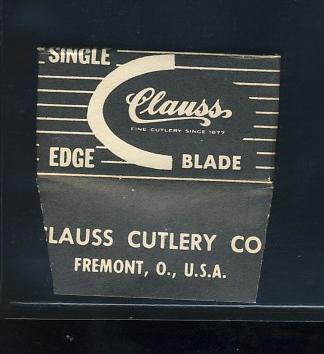 SINGLE
Clauss
FINE CUTLERY SINCE 1877
EDGE BLADE
CLAUSS CUTLERY CO
FREMONT, O., U.S.A.